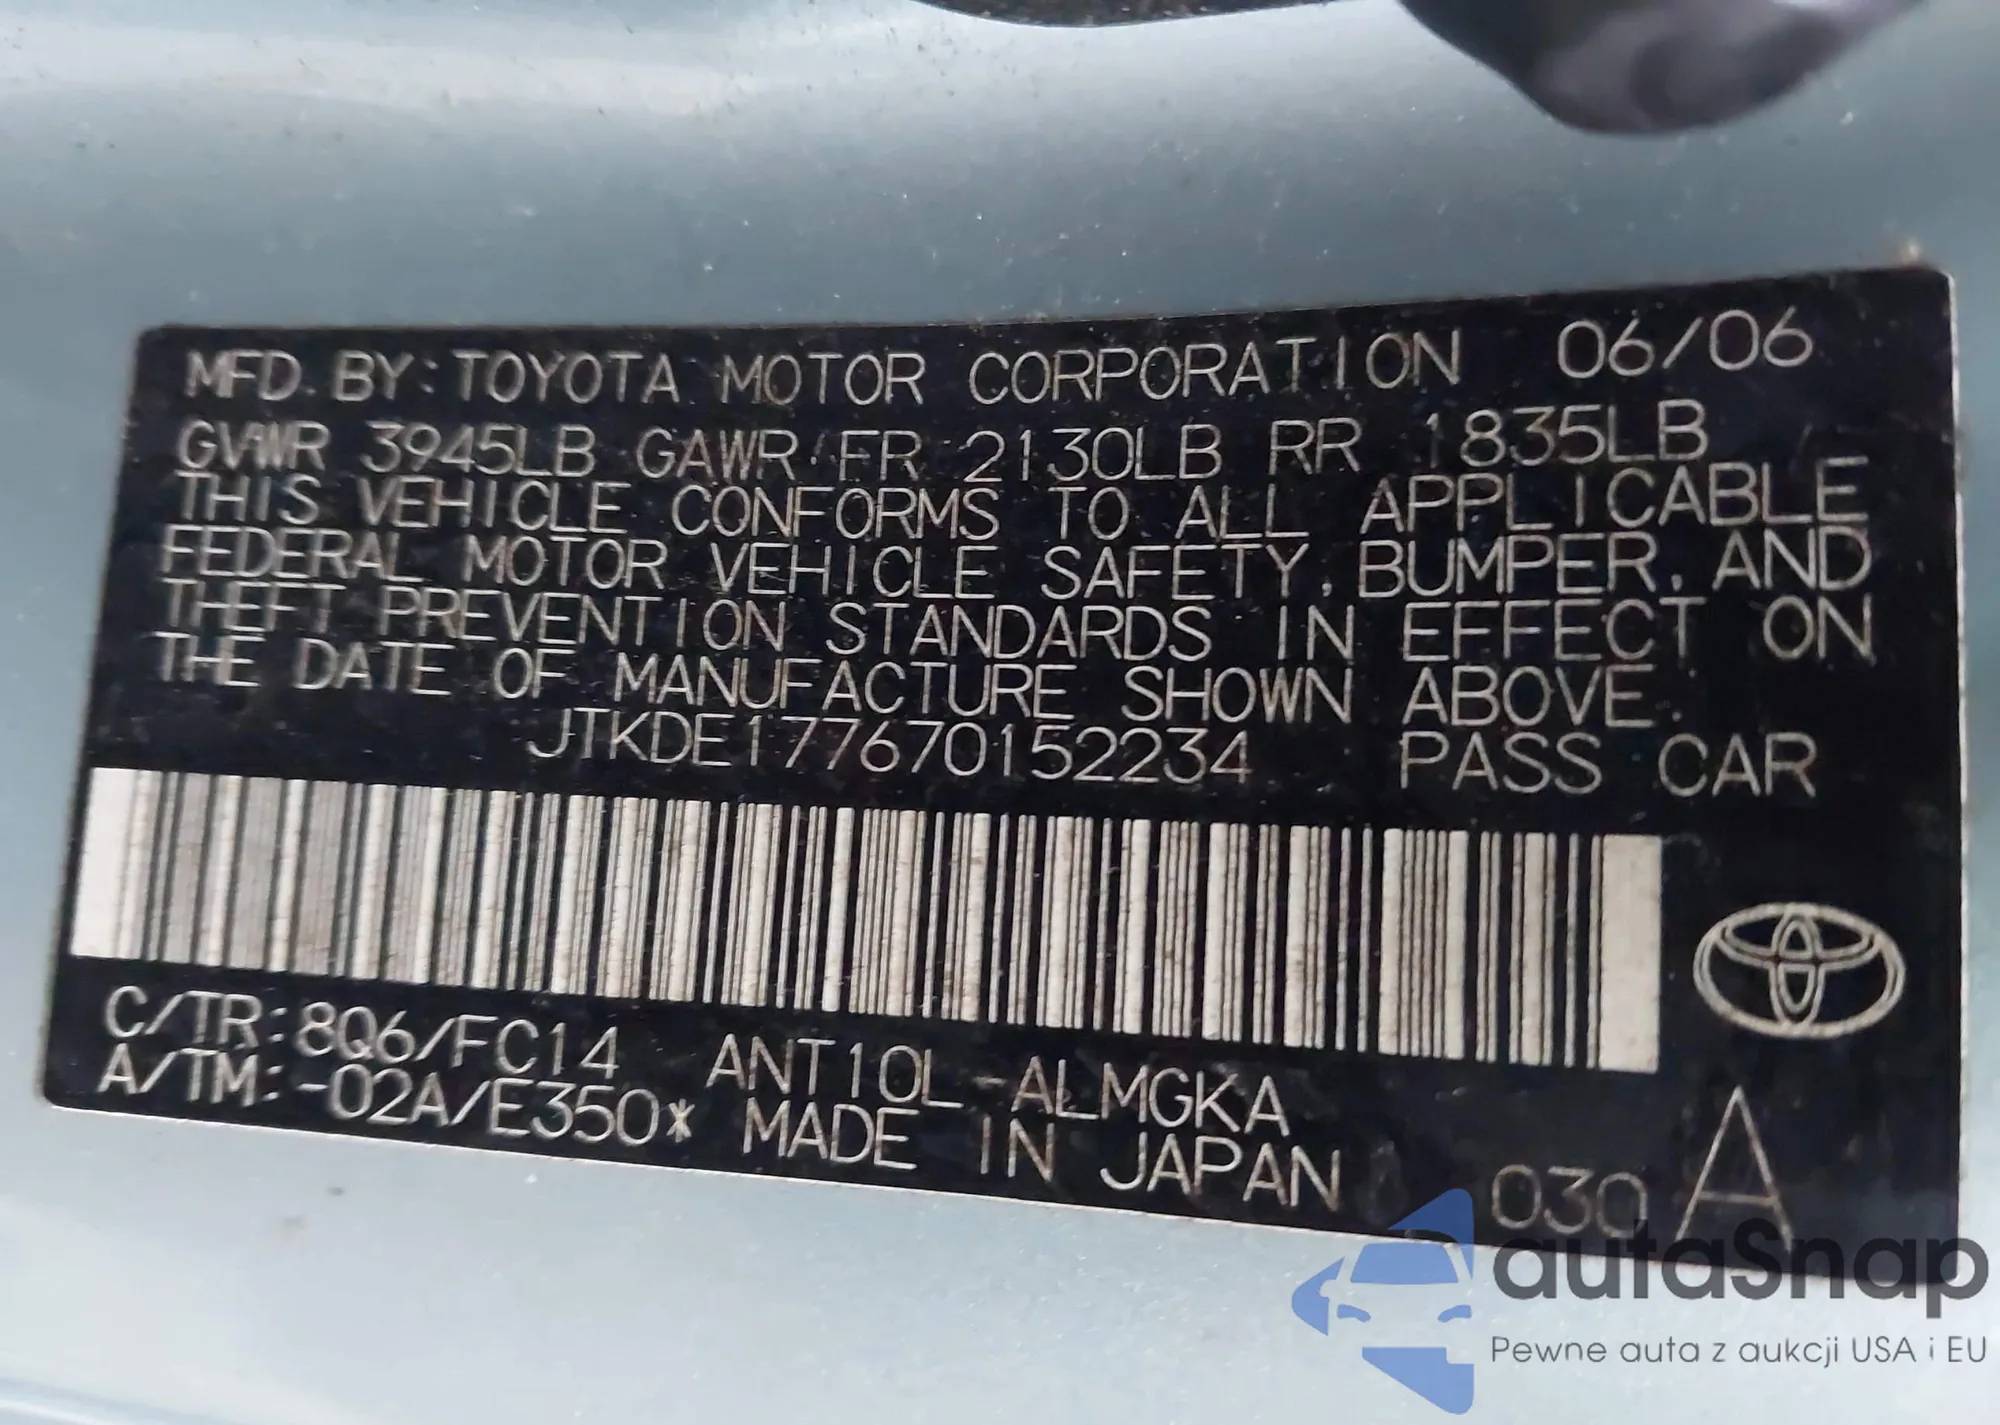 MFD. BY: TOYOTA MOTOR CORPORATION 06/06
GVWR 3945LB GAWR FR 2130LB RR 1835LB
THIS VEHICLE CONFORMS TO ALL APPLICABLE
FEDERAL MOTOR VEHICLE SAFETY, BUMPER, AND
THEFT PREVENTION STANDARDS IN EFFECT ON
THE DATE OF MANUFACTURE SHOWN ABOVE.
JTKDE177670152234 PASS CAR
C/TR: 8Q6/FC14 ANT10L-ALMGKA
A/TM: -02A/E350* MADE IN JAPAN 030 A
autaSnap
Pewne auta z aukcji USA i EU